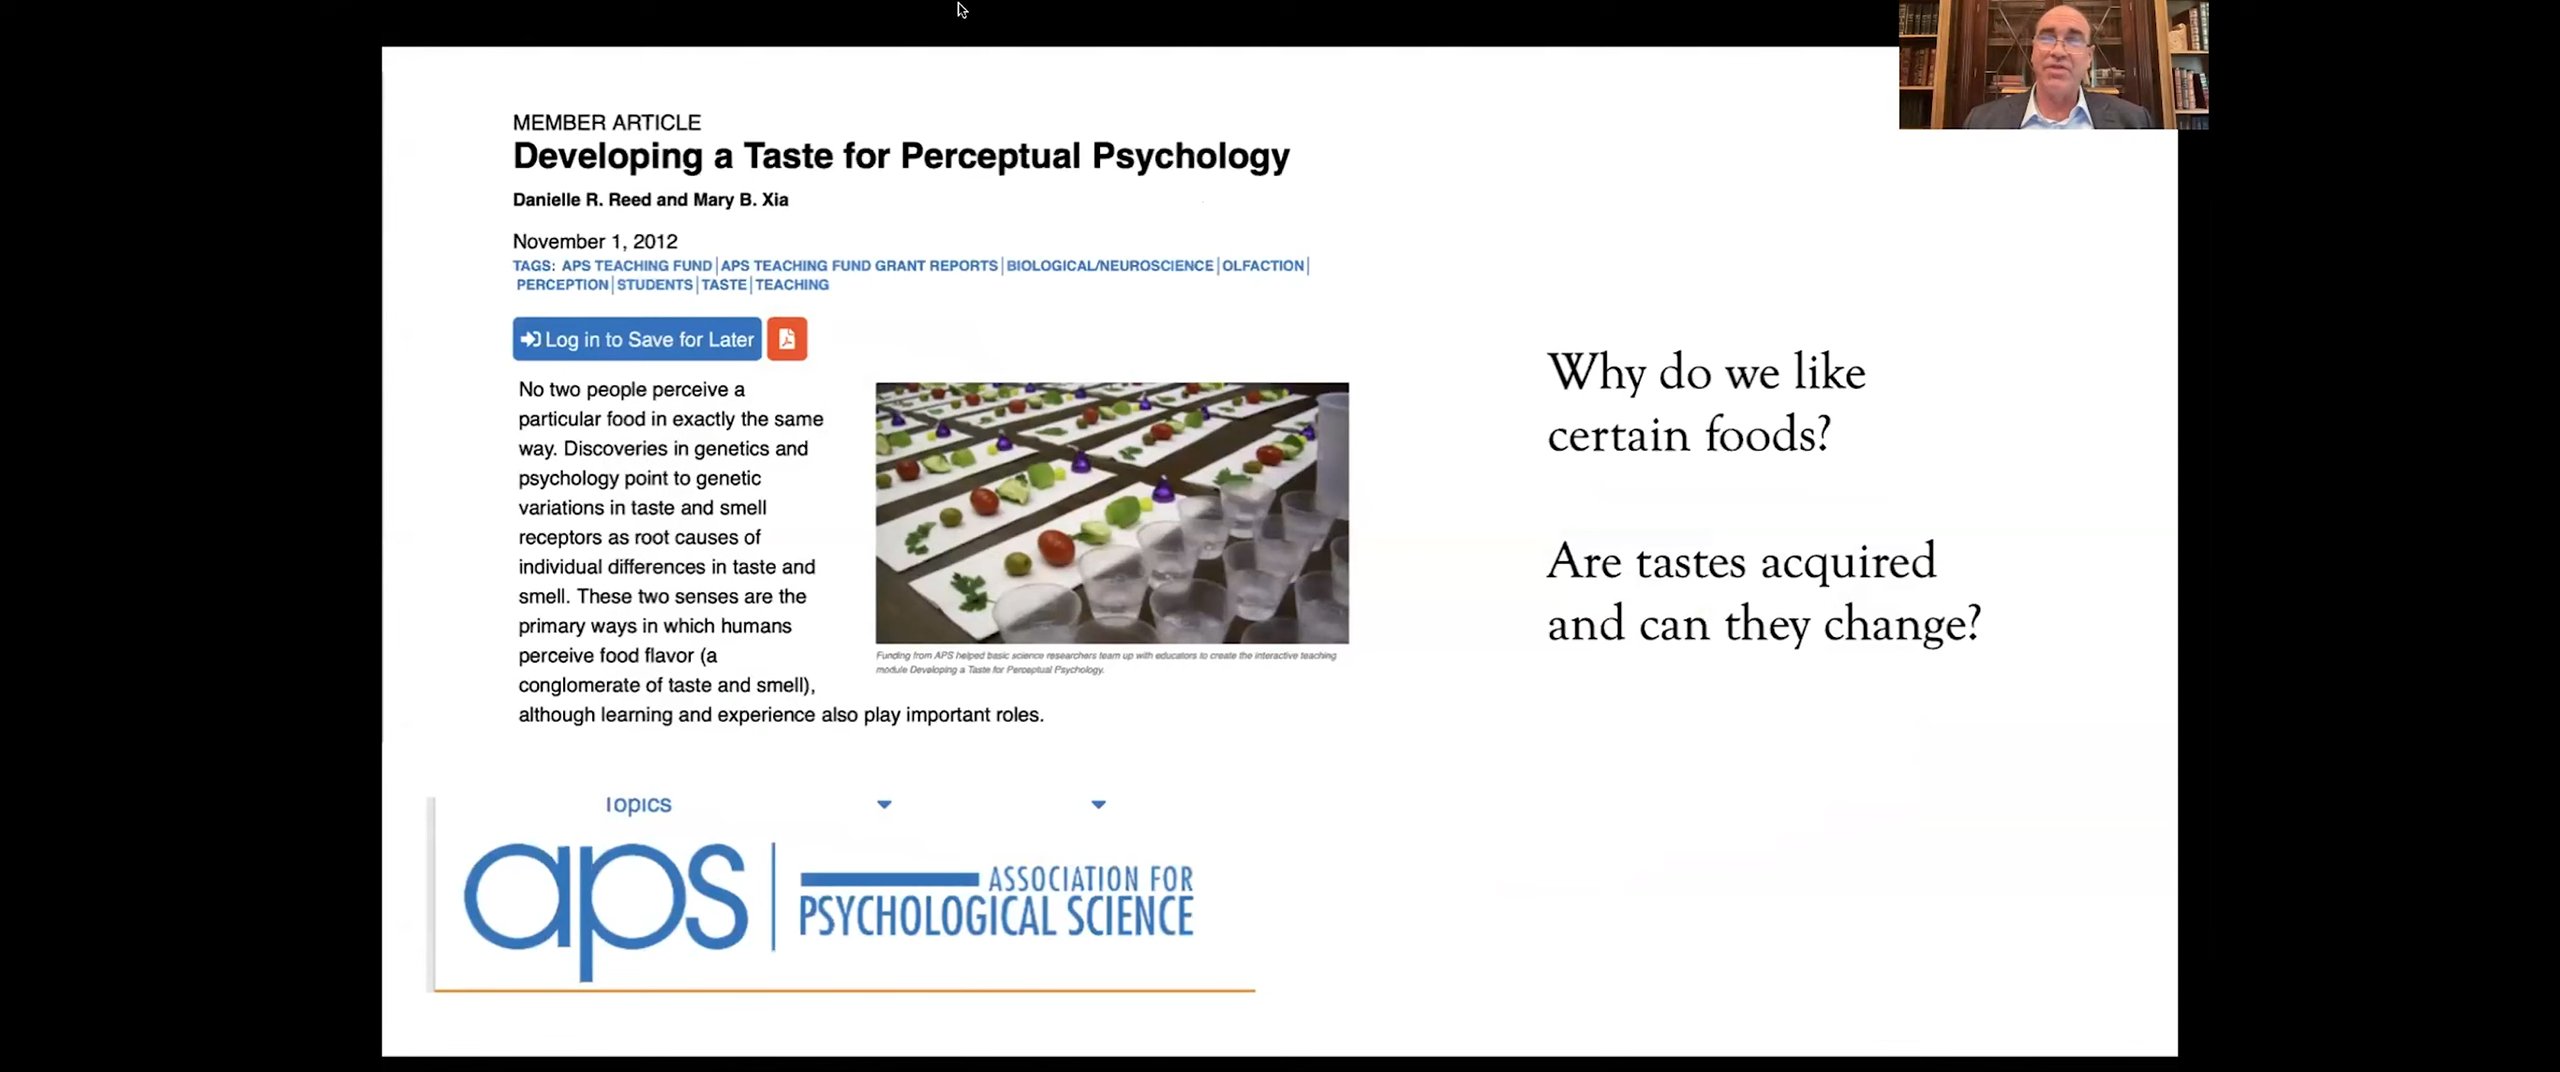 MEMBER ARTICLE
Developing a Taste for Perceptual Psychology
Danielle R. Reed and Mary B. Xia
November 1, 2012
TAGS: APS TEACHING FUND | APS TEACHING FUND GRANT REPORTS | BIOLOGICAL/NEUROSCIENCE | OLFACTION |
PERCEPTION | STUDENTS | TASTE | TEACHING
Log in to Save for Later
No two people perceive a
particular food in exactly the same
way. Discoveries in genetics and
psychology point to genetic
variations in taste and smell
receptors as root causes of
individual differences in taste and
smell. These two senses are the
primary ways in which humans
perceive food flavor (a
conglomerate of taste and smell),
although learning and experience also play important roles.
Funding from APS helped basic science researchers team up with educators to create the interactive teaching
module Developing a Taste for Perceptual Psychology.
Why do we like
certain foods?
Are tastes acquired
and can they change?
Topics
aps
ASSOCIATION FOR
PSYCHOLOGICAL SCIENCE